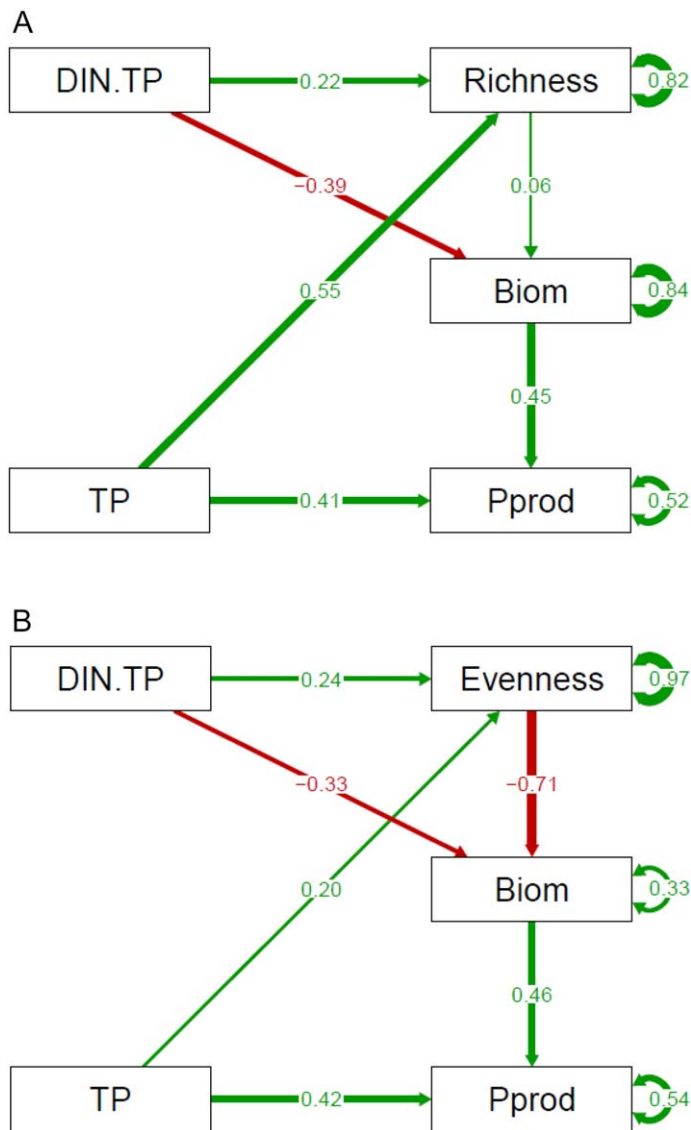 A
DIN.TP
0.22
Richness
0.82
−0.39
0.06
0.55
Biom
0.84
0.45
TP
0.41
Pprod
0.52
B
DIN.TP
0.24
Evenness
0.97
−0.33
−0.71
0.20
Biom
0.33
0.46
TP
0.42
Pprod
0.54